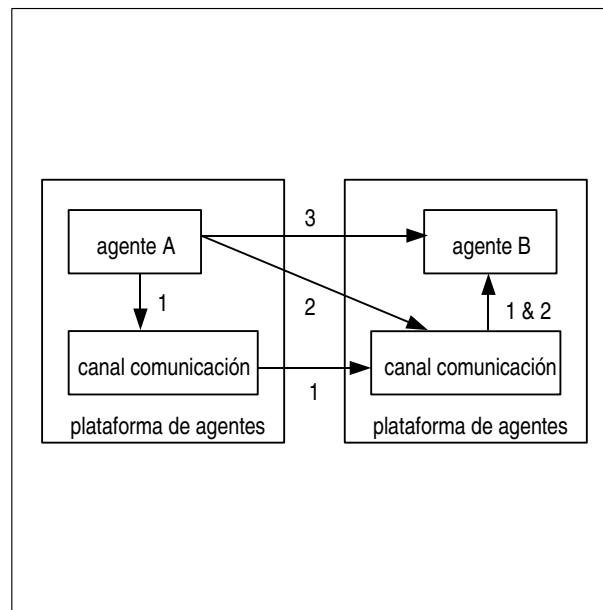 3
agente A
agente B
1
2
1 & 2
canal comunicación
canal comunicación
1
plataforma de agentes
plataforma de agentes